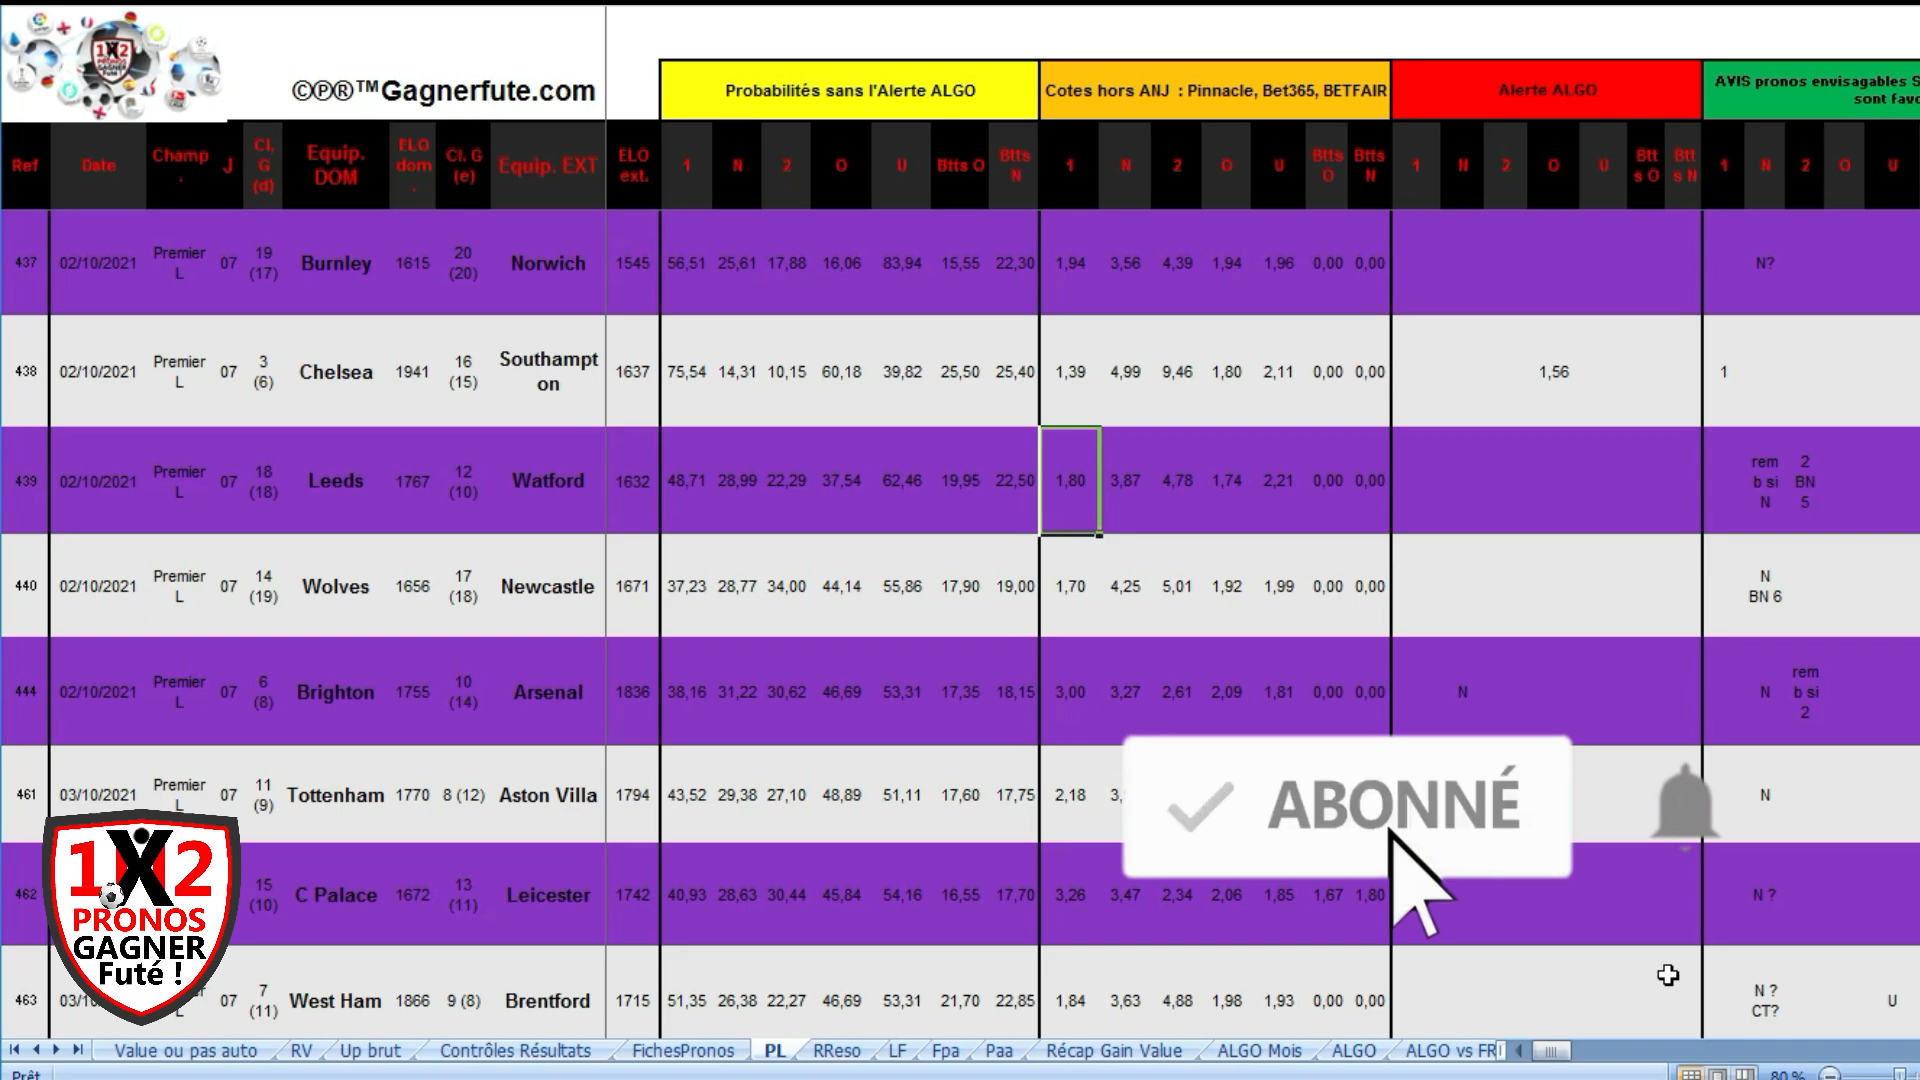 1X2
PRONOS
GAGNER
Futé !
©℗®™Gagnerfute.com
Probabilités sans l'Alerte ALGO
Cotes hors ANJ : Pinnacle, Bet365, BETFAIR
Alerte ALGO
AVIS pronos envisagables S
sont favo
Ref Date Champ. J Cl, G (d) Equip. DOM ELO dom. Cl. G (e) Equip. EXT ELO ext. 1 N 2 O U Btts O Btts N 1 N 2 O U Btts O Btts N 1 N 2 O U Btts O Btts N 1 N 2 O U
437 02/10/2021 Premier L 07 19 (17) Burnley 1615 20 (20) Norwich 1545 56,51 25,61 17,88 16,06 83,94 15,55 22,30 1,94 3,56 4,39 1,94 1,96 0,00 0,00 N?
438 02/10/2021 Premier L 07 3 (6) Chelsea 1941 16 (15) Southampton 1637 75,54 14,31 10,15 60,18 39,82 25,50 25,40 1,39 4,99 9,46 1,80 2,11 0,00 0,00 1,56 1
439 02/10/2021 Premier L 07 18 (18) Leeds 1767 12 (10) Watford 1632 48,71 28,99 22,29 37,54 62,46 19,95 22,50 1,80 3,87 4,78 1,74 2,21 0,00 0,00 remb si N 2 BN 5
440 02/10/2021 Premier L 07 14 (19) Wolves 1656 17 (18) Newcastle 1671 37,23 28,77 34,00 44,14 55,86 17,90 19,00 1,70 4,25 5,01 1,92 1,99 0,00 0,00 N BN 6
444 02/10/2021 Premier L 07 6 (8) Brighton 1755 10 (14) Arsenal 1836 38,16 31,22 30,62 46,69 53,31 17,35 18,15 3,00 3,27 2,61 2,09 1,81 0,00 0,00 N N remb si 2
461 03/10/2021 Premier L 07 11 (9) Tottenham 1770 8 (12) Aston Villa 1794 43,52 29,38 27,10 48,89 51,11 17,60 17,75 2,18 3, N
ABONNÉ
462 07 15 (10) C Palace 1672 13 (11) Leicester 1742 40,93 28,63 30,44 45,84 54,16 16,55 17,70 3,26 3,47 2,34 2,06 1,85 1,67 1,80 N ?
463 03/10 L 07 7 (11) West Ham 1866 9 (8) Brentford 1715 51,35 26,38 22,27 46,69 53,31 21,70 22,85 1,84 3,63 4,88 1,98 1,93 0,00 0,00 N ? CT? U
1X2
PRONOS
GAGNER
Futé !
Value ou pas auto RV Up brut Contrôles Résultats FichesPronos PL RReso LF Fpa Paa Récap Gain Value ALGO Mois ALGO ALGO vs FR
Prêt 80 %